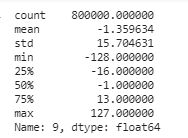 count    800000.000000
mean         -1.359634
std          15.704631
min        -128.000000
25%         -16.000000
50%          -1.000000
75%          13.000000
max         127.000000
Name: 9, dtype: float64